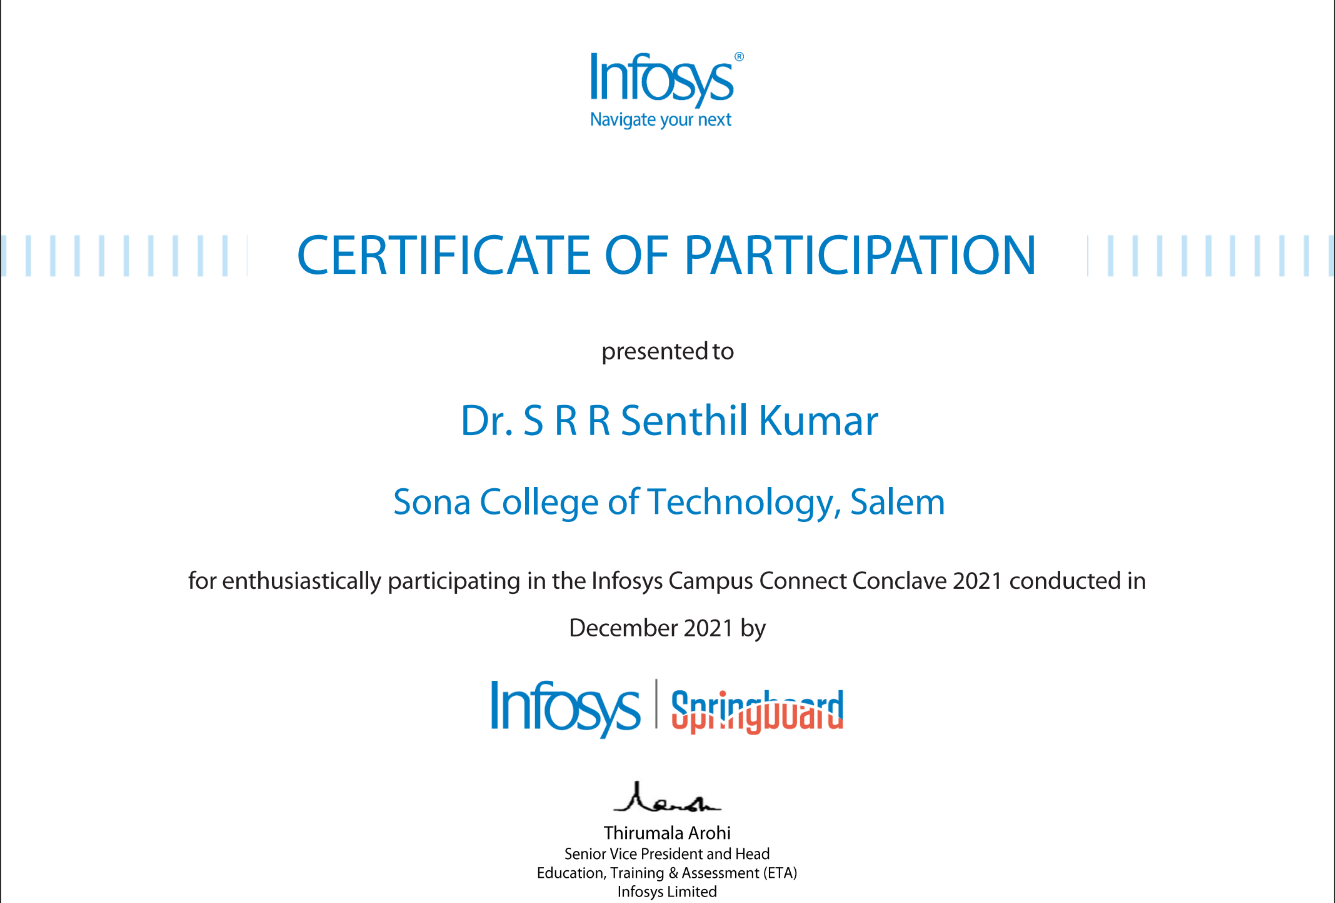 Infosys®
Navigate your next
CERTIFICATE OF PARTICIPATION
presented to
Dr. S R R Senthil Kumar
Sona College of Technology, Salem
for enthusiastically participating in the Infosys Campus Connect Conclave 2021 conducted in
December 2021 by
Infosys | Springboard
Thirumala Arohi
Senior Vice President and Head
Education, Training & Assessment (ETA)
Infosys Limited